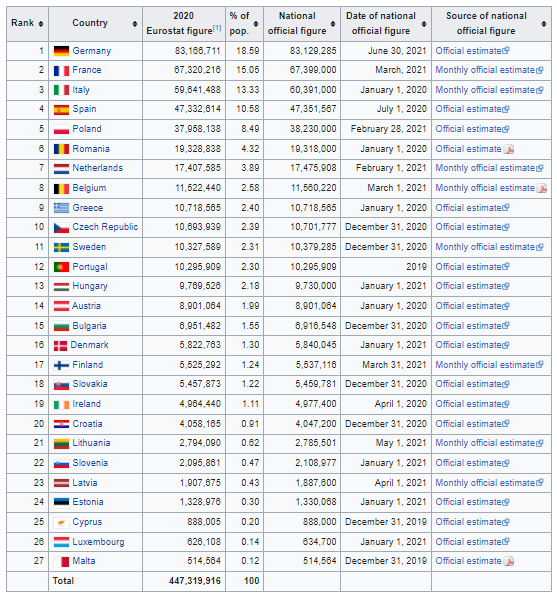 Rank Country 2020 Eurostat figure[1] % of pop. National official figure Date of national official figure Source of national official figure
1 Germany 83,166,711 18.59 83,129,285 June 30, 2021 Official estimate
2 France 67,320,216 15.05 67,399,000 March, 2021 Monthly official estimate
3 Italy 59,641,488 13.33 60,391,000 January 1, 2020 Monthly official estimate
4 Spain 47,332,614 10.58 47,351,567 July 1, 2020 Official estimate
5 Poland 37,958,138 8.49 38,230,000 February 28, 2021 Official estimate
6 Romania 19,328,838 4.32 19,318,000 January 1, 2020 Official estimate
7 Netherlands 17,407,585 3.89 17,475,908 February 1, 2021 Monthly official estimate
8 Belgium 11,522,440 2.58 11,560,220 March 1, 2021 Monthly official estimate
9 Greece 10,718,565 2.40 10,718,565 January 1, 2020 Official estimate
10 Czech Republic 10,693,939 2.39 10,701,777 December 31, 2020 Official estimate
11 Sweden 10,327,589 2.31 10,379,285 December 31, 2020 Monthly official estimate
12 Portugal 10,295,909 2.30 10,295,909 2019 Official estimate
13 Hungary 9,769,526 2.18 9,730,000 January 1, 2021 Official estimate
14 Austria 8,901,064 1.99 8,901,064 January 1, 2020 Official estimate
15 Bulgaria 6,951,482 1.55 6,916,548 December 31, 2020 Official estimate
16 Denmark 5,822,763 1.30 5,840,045 January 1, 2021 Official estimate
17 Finland 5,525,292 1.24 5,537,116 March 31, 2021 Monthly official estimate
18 Slovakia 5,457,873 1.22 5,459,781 December 31, 2020 Official estimate
19 Ireland 4,964,440 1.11 4,977,400 April 1, 2020 Official estimate
20 Croatia 4,058,165 0.91 4,047,200 December 31, 2020 Official estimate
21 Lithuania 2,794,090 0.62 2,785,501 May 1, 2021 Monthly official estimate
22 Slovenia 2,095,861 0.47 2,108,977 January 1, 2021 Official estimate
23 Latvia 1,907,675 0.43 1,887,600 April 1, 2021 Monthly official estimate
24 Estonia 1,328,976 0.30 1,330,068 January 1, 2021 Official estimate
25 Cyprus 888,005 0.20 888,000 December 31, 2019 Official estimate
26 Luxembourg 626,108 0.14 634,700 January 1, 2021 Official estimate
27 Malta 514,564 0.12 514,564 December 31, 2019 Official estimate
Total 447,319,916 100